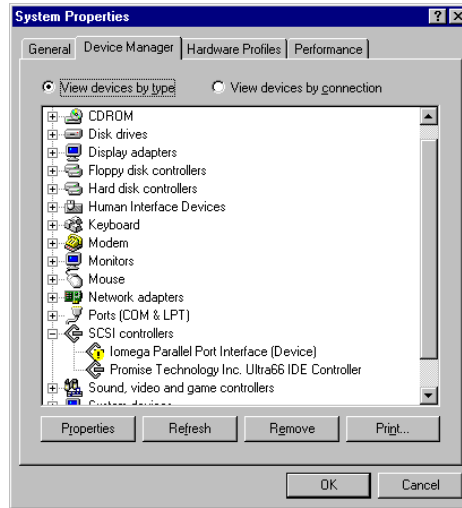 System Properties
General Device Manager Hardware Profiles Performance
View devices by type View devices by connection
CDROM
Disk drives
Display adapters
Floppy disk controllers
Hard disk controllers
Human Interface Devices
Keyboard
Modem
Monitors
Mouse
Network adapters
Ports (COM & LPT)
SCSI controllers
Iomega Parallel Port Interface (Device)
Promise Technology Inc. Ultra66 IDE Controller
Sound, video and game controllers
System devices
Properties Refresh Remove Print...
OK Cancel